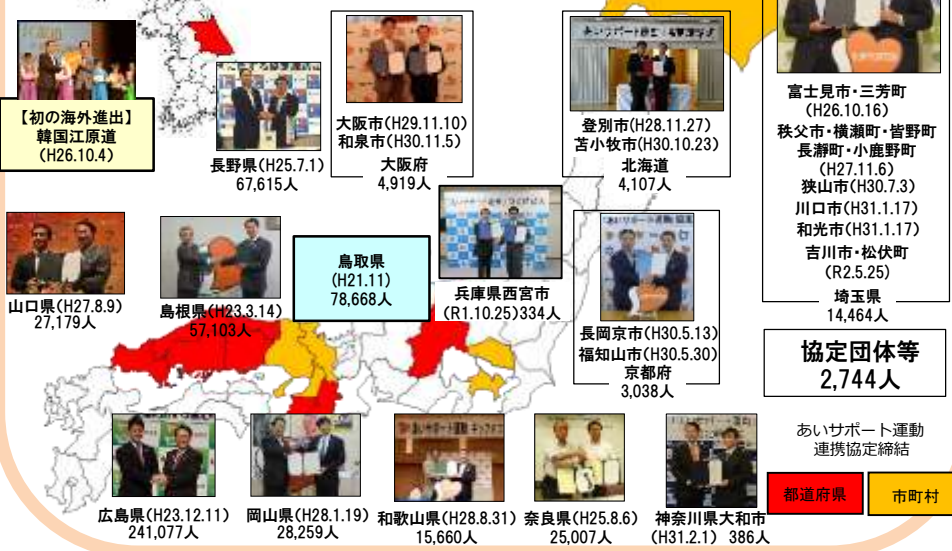 【初の海外進出】
韓国江原道
(H26.10.4)
長野県(H25.7.1)
67,615人
大阪市(H29.11.10)
和泉市(H30.11.5)
大阪府
4,919人
登別市(H28.11.27)
苫小牧市(H30.10.23)
北海道
4,107人
富士見市・三芳町
(H26.10.16)
秩父市・横瀬町・皆野町
長瀞町・小鹿野町
(H27.11.6)
狭山市(H30.7.3)
川口市(H31.1.17)
和光市(H31.1.17)
吉川市・松伏町
(R2.5.25)
埼玉県
14,464人
山口県(H27.8.9)
27,179人
島根県(H23.3.14)
57,103人
鳥取県
(H21.11)
78,668人
兵庫県西宮市
(R1.10.25)334人
長岡京市(H30.5.13)
福知山市(H30.5.30)
京都府
3,038人
協定団体等
2,744人
あいサポート運動
連携協定締結
都道府県
市町村
広島県(H23.12.11)
241,077人
岡山県(H28.1.19)
28,259人
和歌山県(H28.8.31)
15,660人
奈良県(H25.8.6)
25,007人
神奈川県大和市
(H31.2.1) 386人